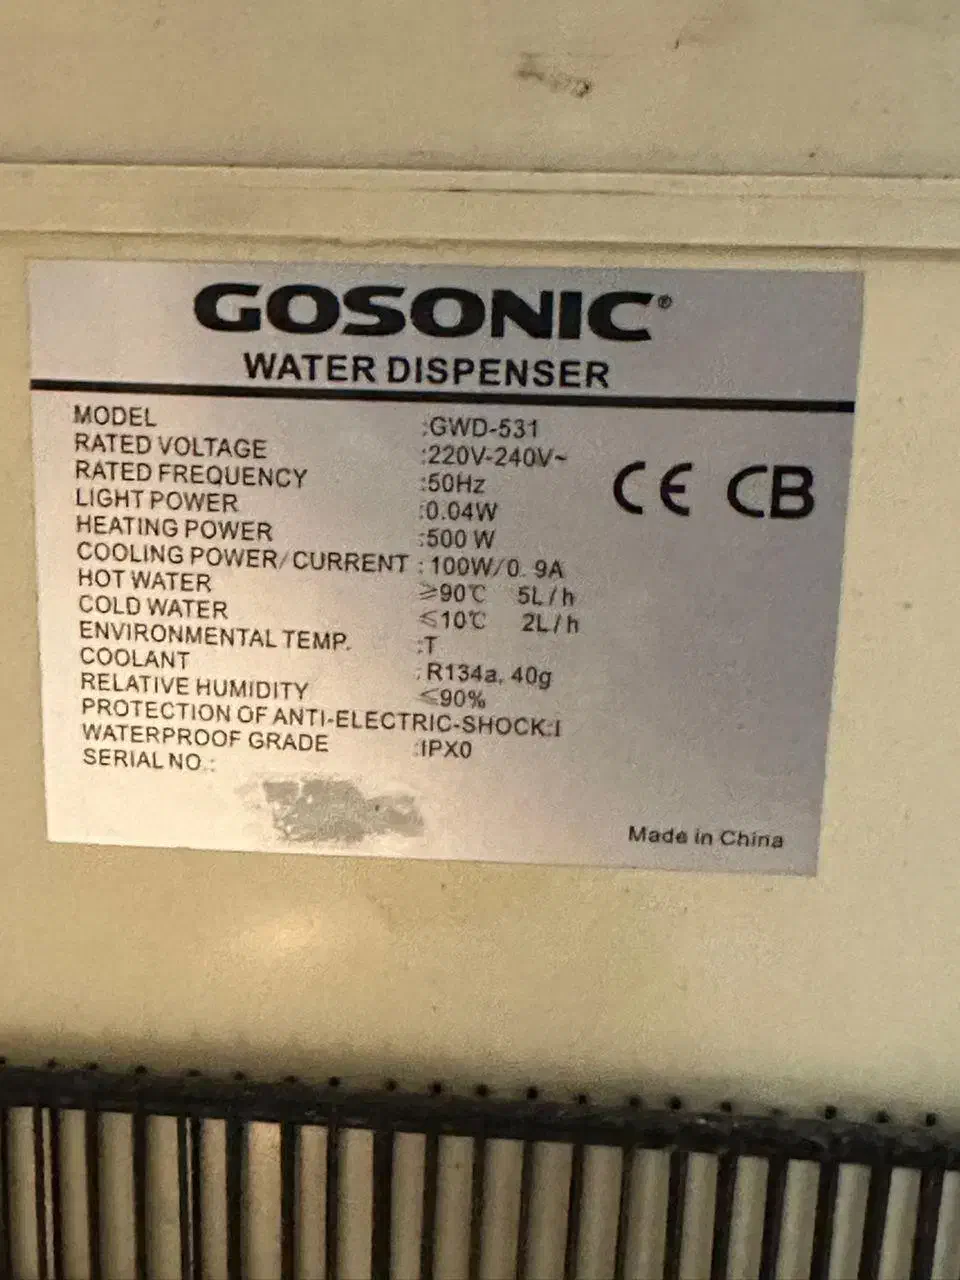 GOSONIC®
WATER DISPENSER
MODEL :GWD-531
RATED VOLTAGE :220V-240V~
RATED FREQUENCY :50Hz
LIGHT POWER :0.04W
HEATING POWER :500 W
COOLING POWER/CURRENT : 100W/0. 9A
HOT WATER ≥90℃ 5L/h
COLD WATER ≤10℃ 2L/h
ENVIRONMENTAL TEMP. :T
COOLANT :R134a, 40g
RELATIVE HUMIDITY ≤90%
PROTECTION OF ANTI-ELECTRIC-SHOCK:I
WATERPROOF GRADE :IPX0
SERIAL NO.:
CE CB
Made in China